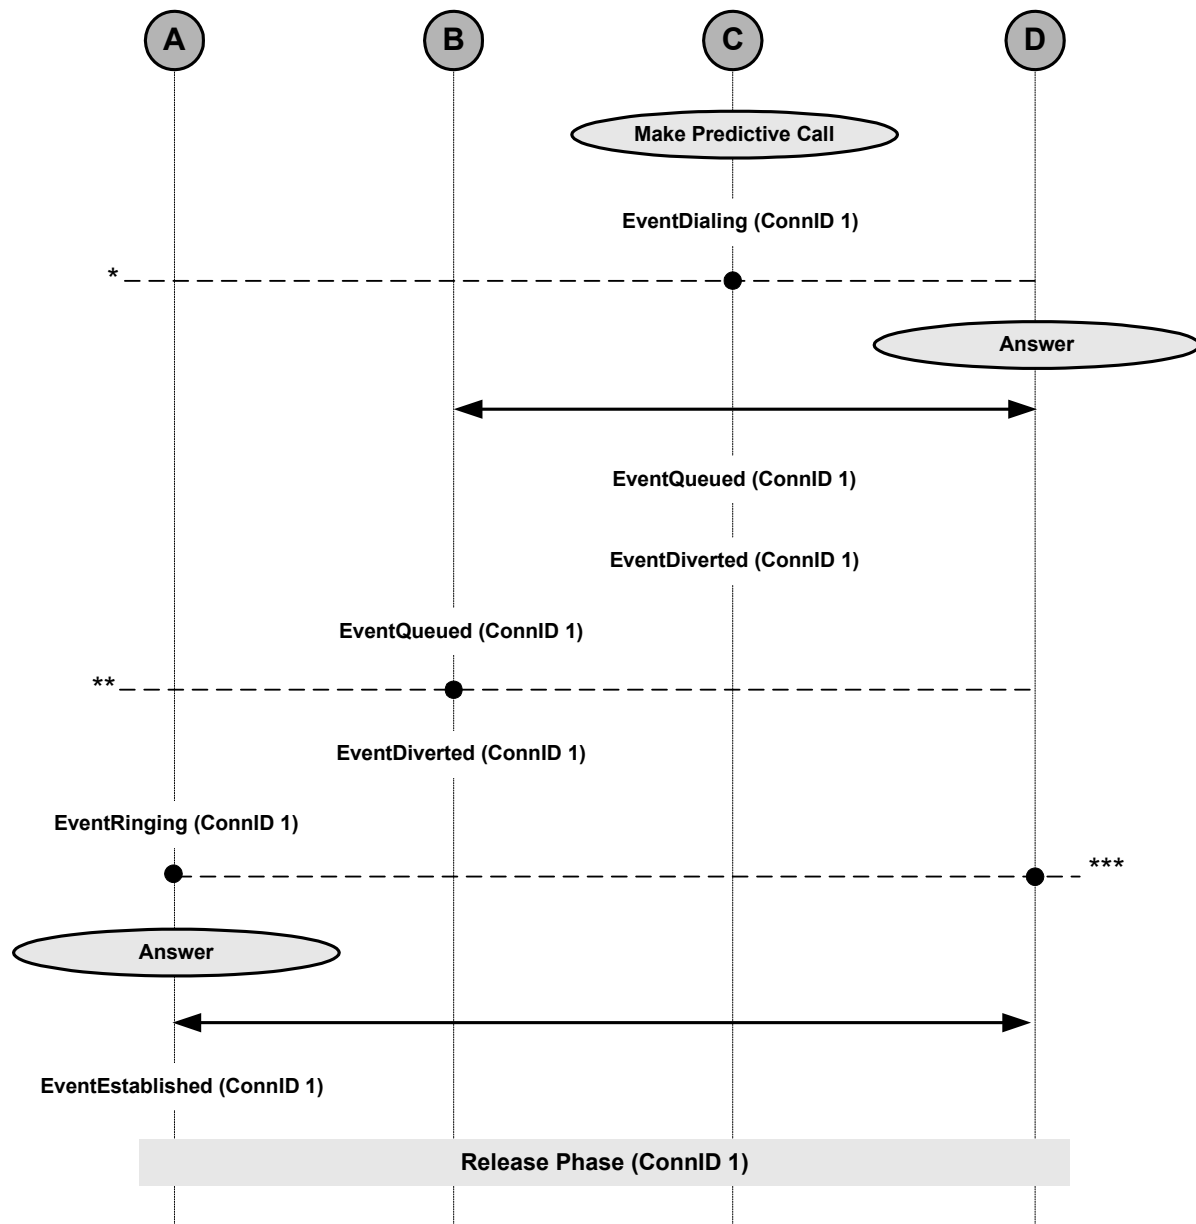 A B C D
Make Predictive Call
EventDialing (ConnID 1)
*
Answer
EventQueued (ConnID 1)
EventDiverted (ConnID 1)
EventQueued (ConnID 1)
**
EventDiverted (ConnID 1)
EventRinging (ConnID 1)
***
Answer
EventEstablished (ConnID 1)
Release Phase (ConnID 1)